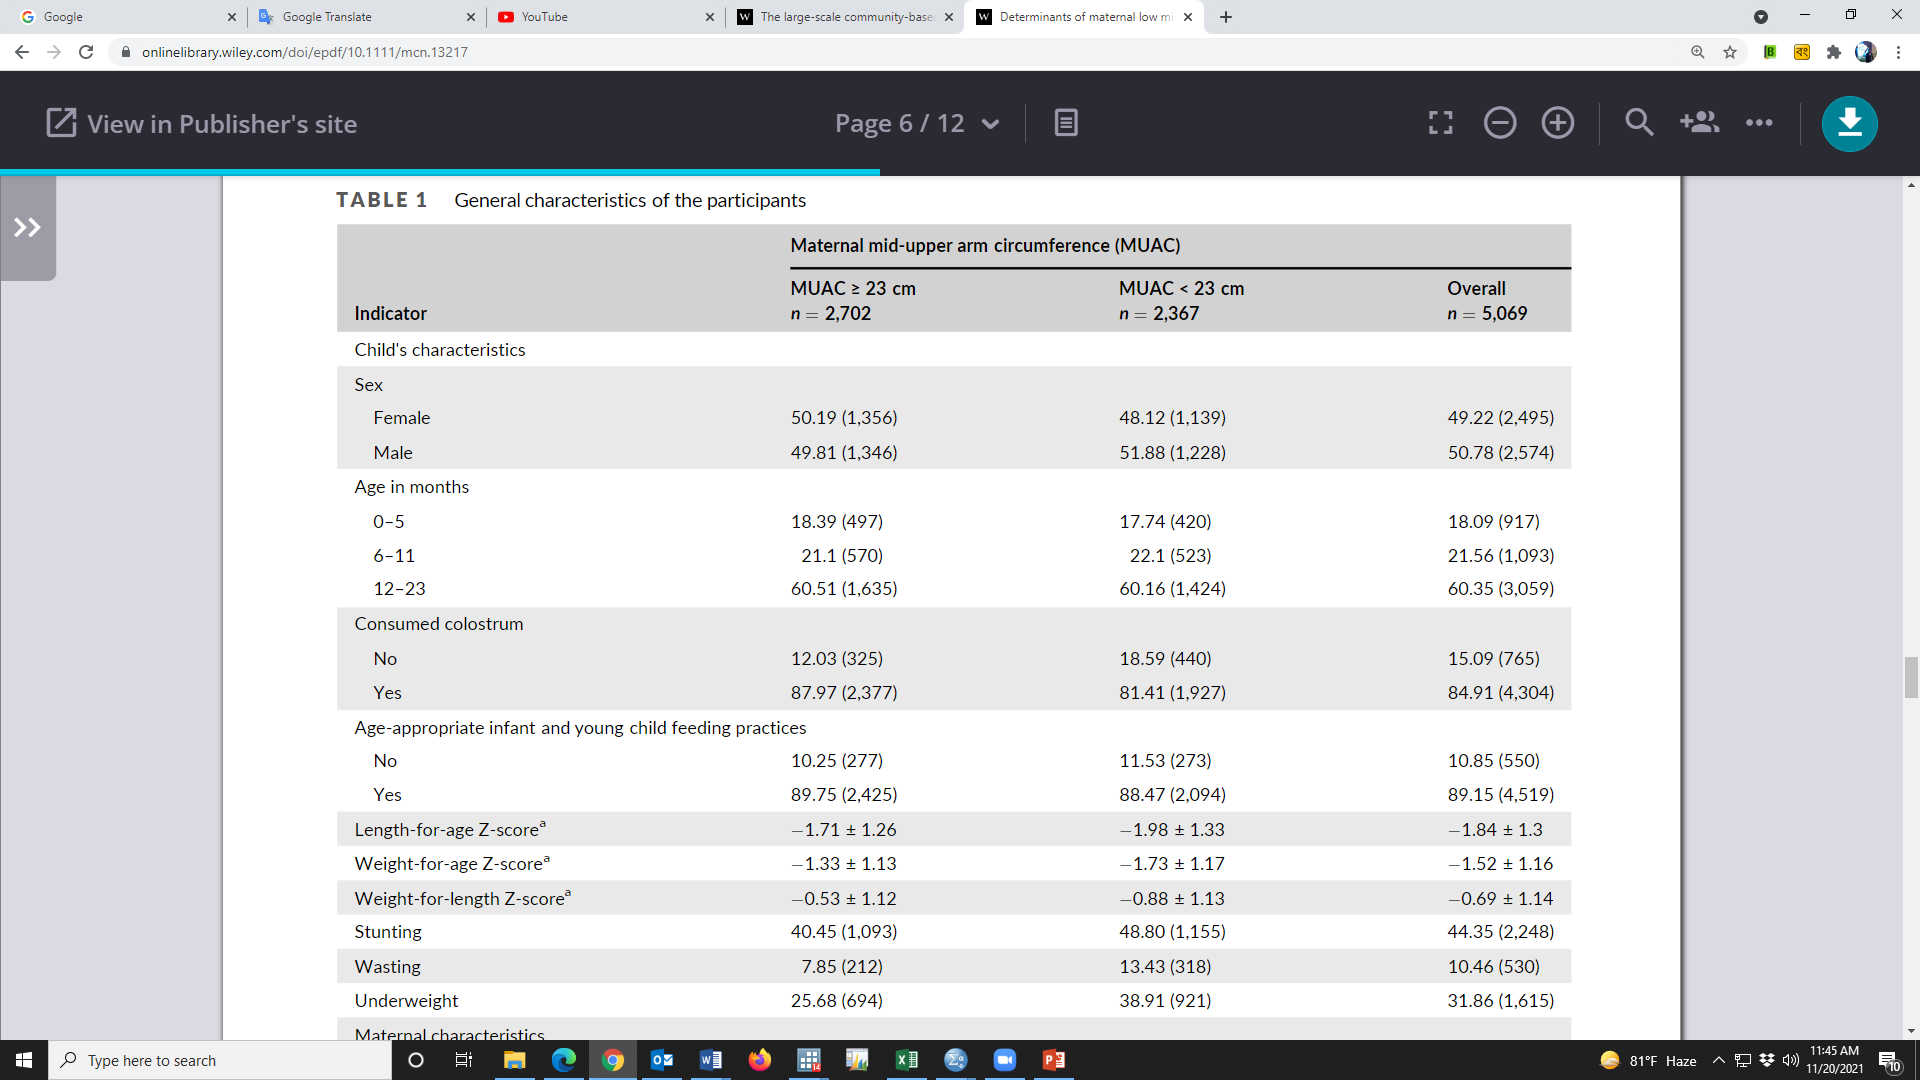 Google
Google Translate
YouTube
The large-scale community-base
Determinants of maternal low mi
onlinelibrary.wiley.com/doi/epdf/10.1111/mcn.13217
View in Publisher's site
Page 6 / 12
TABLE 1 General characteristics of the participants
Maternal mid-upper arm circumference (MUAC)
MUAC ≥ 23 cm MUAC < 23 cm Overall
Indicator n = 2,702 n = 2,367 n = 5,069
Child's characteristics
Sex
Female 50.19 (1,356) 48.12 (1,139) 49.22 (2,495)
Male 49.81 (1,346) 51.88 (1,228) 50.78 (2,574)
Age in months
0–5 18.39 (497) 17.74 (420) 18.09 (917)
6–11 21.1 (570) 22.1 (523) 21.56 (1,093)
12–23 60.51 (1,635) 60.16 (1,424) 60.35 (3,059)
Consumed colostrum
No 12.03 (325) 18.59 (440) 15.09 (765)
Yes 87.97 (2,377) 81.41 (1,927) 84.91 (4,304)
Age-appropriate infant and young child feeding practices
No 10.25 (277) 11.53 (273) 10.85 (550)
Yes 89.75 (2,425) 88.47 (2,094) 89.15 (4,519)
Length-for-age Z-scoreª −1.71 ± 1.26 −1.98 ± 1.33 −1.84 ± 1.3
Weight-for-age Z-scoreª −1.33 ± 1.13 −1.73 ± 1.17 −1.52 ± 1.16
Weight-for-length Z-scoreª −0.53 ± 1.12 −0.88 ± 1.13 −0.69 ± 1.14
Stunting 40.45 (1,093) 48.80 (1,155) 44.35 (2,248)
Wasting 7.85 (212) 13.43 (318) 10.46 (530)
Underweight 25.68 (694) 38.91 (921) 31.86 (1,615)
Maternal characteristics
Type here to search
81°F Haze
11:45 AM
11/20/2021
10